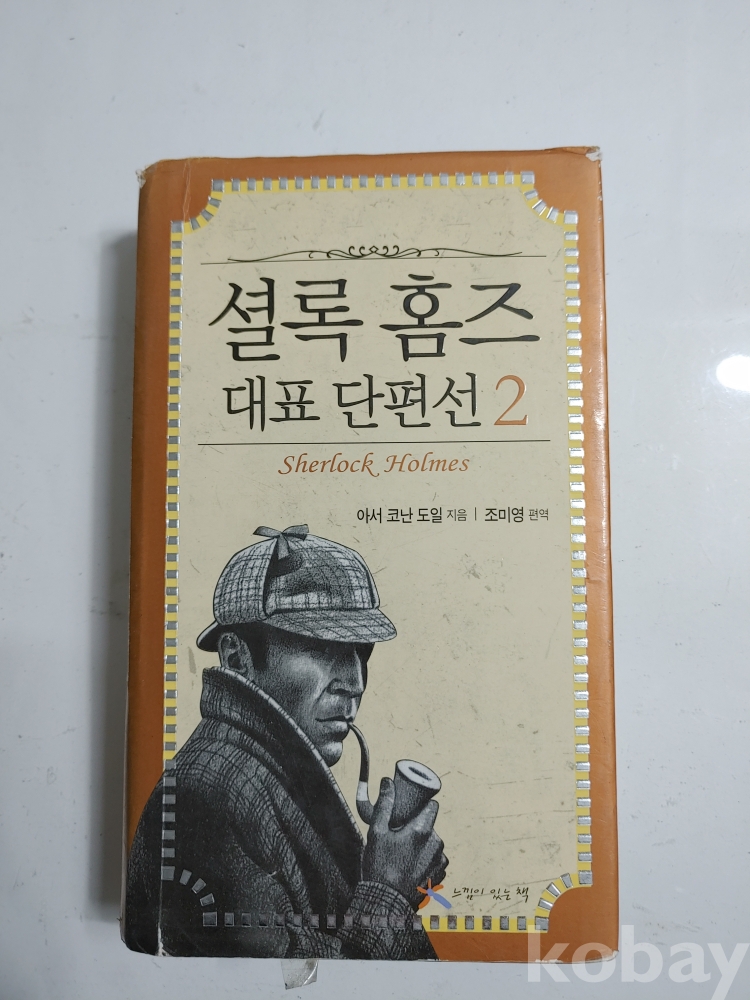 셜록 홈즈
대표 단편선 2
Sherlock Holmes
아서 코난 도일 지음 | 조미영 편역
느낌이 있는 책
kobay